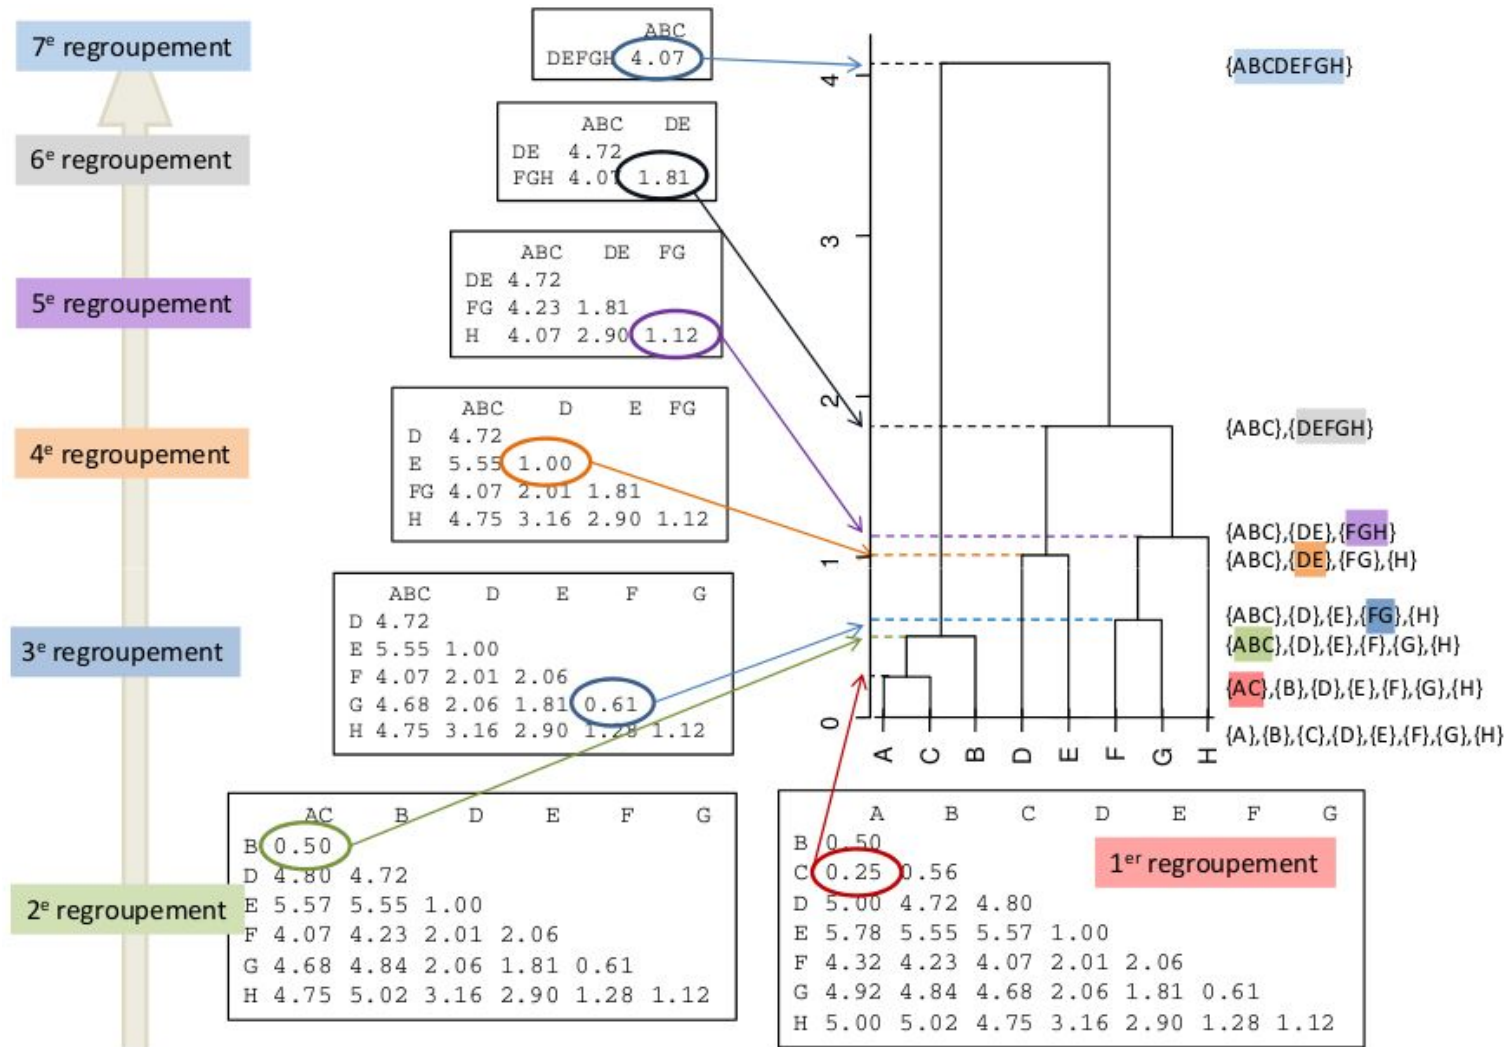 7e regroupement
6e regroupement
5e regroupement
4e regroupement
3e regroupement
2e regroupement
ABC
DEFGH 4.07
ABC DE
DE 4.72
FGH 4.07 1.81
ABC DE FG
DE 4.72
FG 4.23 1.81
H 4.07 2.90 1.12
ABC D E FG
D 4.72
E 5.55 1.00
FG 4.07 2.01 1.81
H 4.75 3.16 2.90 1.12
ABC D E F G
D 4.72
E 5.55 1.00
F 4.07 2.01 2.06
G 4.68 2.06 1.81 0.61
H 4.75 3.16 2.90 1.28 1.12
AC B D E F G
B 0.50
D 4.80 4.72
E 5.57 5.55 1.00
F 4.07 4.23 2.01 2.06
G 4.68 4.84 2.06 1.81 0.61
H 4.75 5.02 3.16 2.90 1.28 1.12
4
3
2
1
0
A C B D E F G H
{ABCDEFGH}
{ABC},{DEFGH}
{ABC},{DE},{FGH}
{ABC},{DE},{FG},{H}
{ABC},{D},{E},{FG},{H}
{ABC},{D},{E},{F},{G},{H}
{AC},{B},{D},{E},{F},{G},{H}
{A},{B},{C},{D},{E},{F},{G},{H}
A B C D E F G
B 0.50
C 0.25 0.56
D 5.00 4.72 4.80
E 5.78 5.55 5.57 1.00
F 4.32 4.23 4.07 2.01 2.06
G 4.92 4.84 4.68 2.06 1.81 0.61
H 5.00 5.02 4.75 3.16 2.90 1.28 1.12
1er regroupement